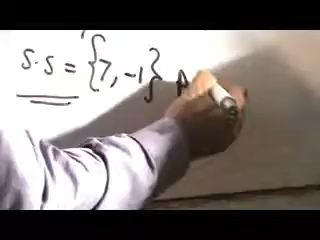 S.S = {7, -1} A